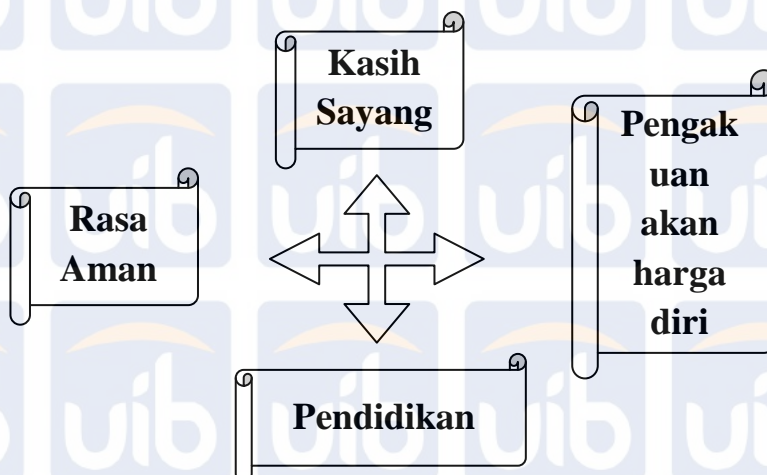 Kasih
Sayang
Pengak
uan
akan
harga
diri
Rasa
Aman
Pendidikan